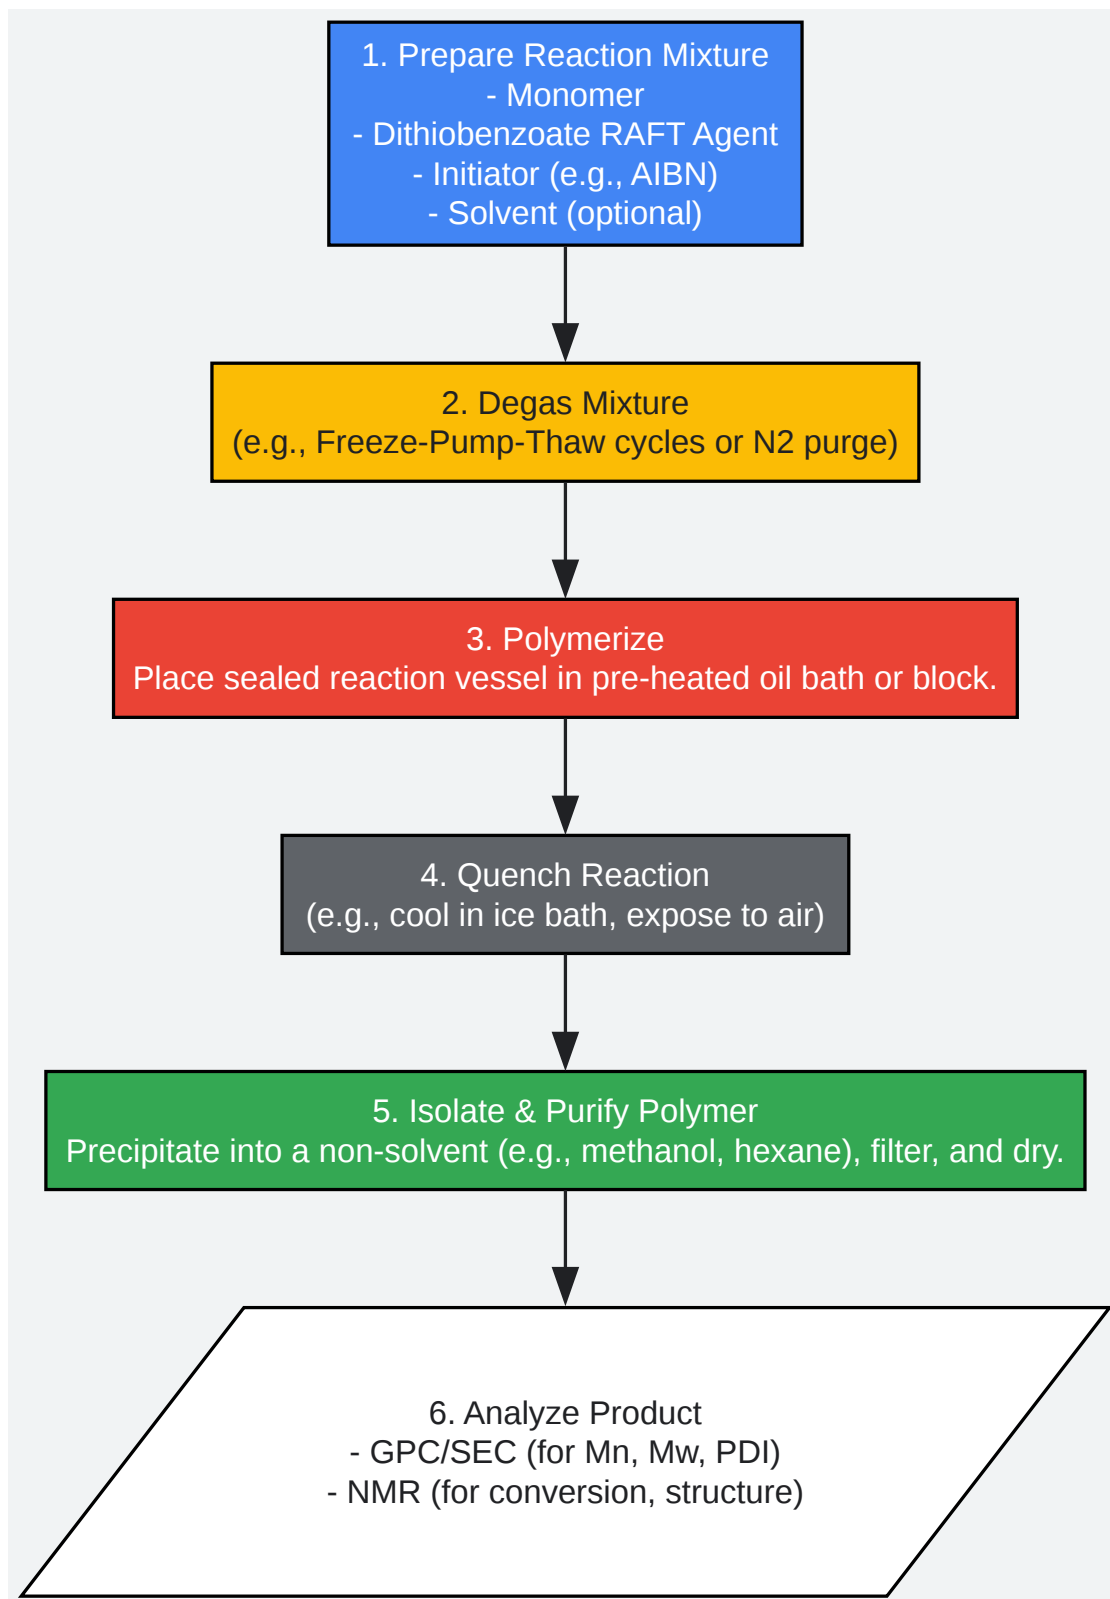 1. Prepare Reaction Mixture
- Monomer
- Dithiobenzoate RAFT Agent
- Initiator (e.g., AIBN)
- Solvent (optional)
2. Degas Mixture
(e.g., Freeze-Pump-Thaw cycles or N2 purge)
3. Polymerize
Place sealed reaction vessel in pre-heated oil bath or block.
4. Quench Reaction
(e.g., cool in ice bath, expose to air)
5. Isolate & Purify Polymer
Precipitate into a non-solvent (e.g., methanol, hexane), filter, and dry.
6. Analyze Product
- GPC/SEC (for Mn, Mw, PDI)
- NMR (for conversion, structure)